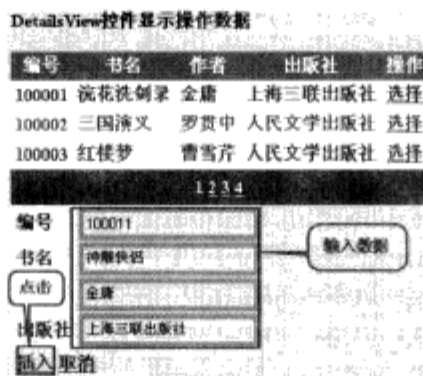 DetailsView控件显示操作数据
编号 书名 作者 出版社 操作
100001 浣花洗剑录 金庸 上海三联出版社 选择
100002 三国演义 罗贯中 人民文学出版社 选择
100003 红楼梦 曹雪芹 人民文学出版社 选择
1 2 3 4
编号 100011
书名 神雕侠侣
输入数据
点击
金庸
出版社 上海三联出版社
插入 取消